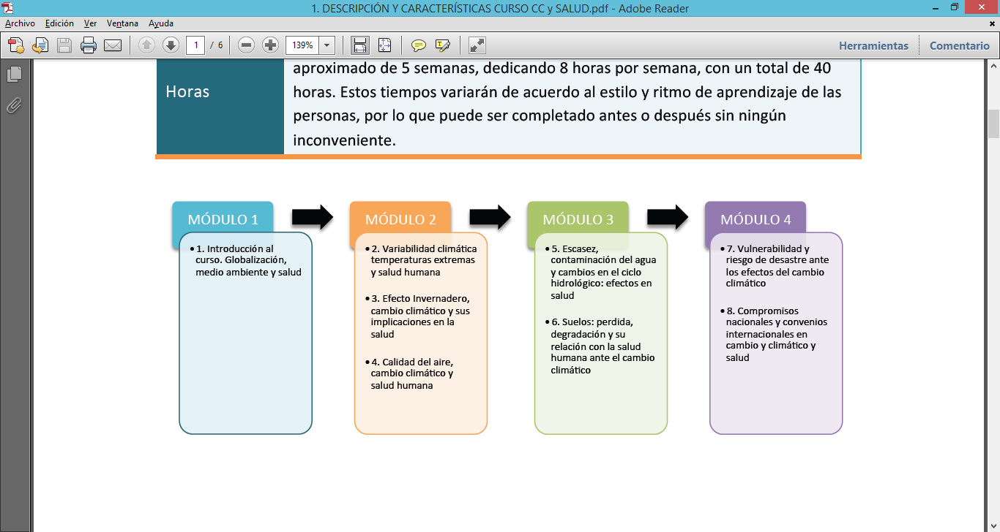 1. DESCRIPCIÓN Y CARACTERÍSTICAS CURSO CC y SALUD.pdf - Adobe Reader
Archivo Edición Ver Ventana Ayuda
1 / 6 139% Herramientas Comentario
aproximado de 5 semanas, dedicando 8 horas por semana, con un total de 40
Horas
horas. Estos tiempos variarán de acuerdo al estilo y ritmo de aprendizaje de las
personas, por lo que puede ser completado antes o después sin ningún
inconveniente.
MÓDULO 1
• 1. Introducción al
curso. Globalización,
medio ambiente y salud
MÓDULO 2
• 2. Variabilidad climática
temperaturas extremas
y salud humana
• 3. Efecto Invernadero,
cambio climático y sus
implicaciones en la
salud
• 4. Calidad del aire,
cambio climático y
salud humana
MÓDULO 3
• 5. Escasez,
contaminación del agua
y cambios en el ciclo
hidrológico: efectos en
salud
• 6. Suelos: perdida,
degradación y su
relación con la salud
humana ante el cambio
climático
MÓDULO 4
• 7. Vulnerabilidad y
riesgo de desastre ante
los efectos del cambio
climático
• 8. Compromisos
nacionales y convenios
internacionales en
cambio y climático y
salud